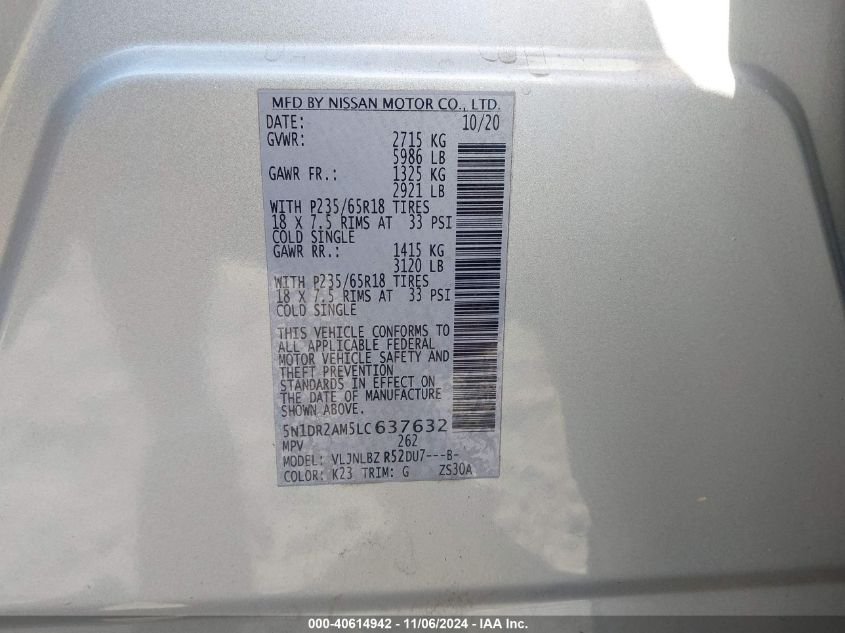 MFD BY NISSAN MOTOR CO., LTD.
DATE: 10/20
GVWR: 2715 KG
5986 LB
GAWR FR.: 1325 KG
2921 LB
WITH P235/65R18 TIRES
18 X 7.5 RIMS AT 33 PSI
COLD SINGLE
GAWR RR.: 1415 KG
3120 LB
WITH P235/65R18 TIRES
18 X 7.5 RIMS AT 33 PSI
COLD SINGLE
THIS VEHICLE CONFORMS TO
ALL APPLICABLE FEDERAL
MOTOR VEHICLE SAFETY AND
THEFT PREVENTION
STANDARDS IN EFFECT ON
THE DATE OF MANUFACTURE
SHOWN ABOVE.
5N1DR2AM5LC637632
MPV 262
MODEL: VLJNLBZ R52DU7---B-
COLOR: K23 TRIM: G ZS30A
000-40614942 - 11/06/2024 - IAA Inc.